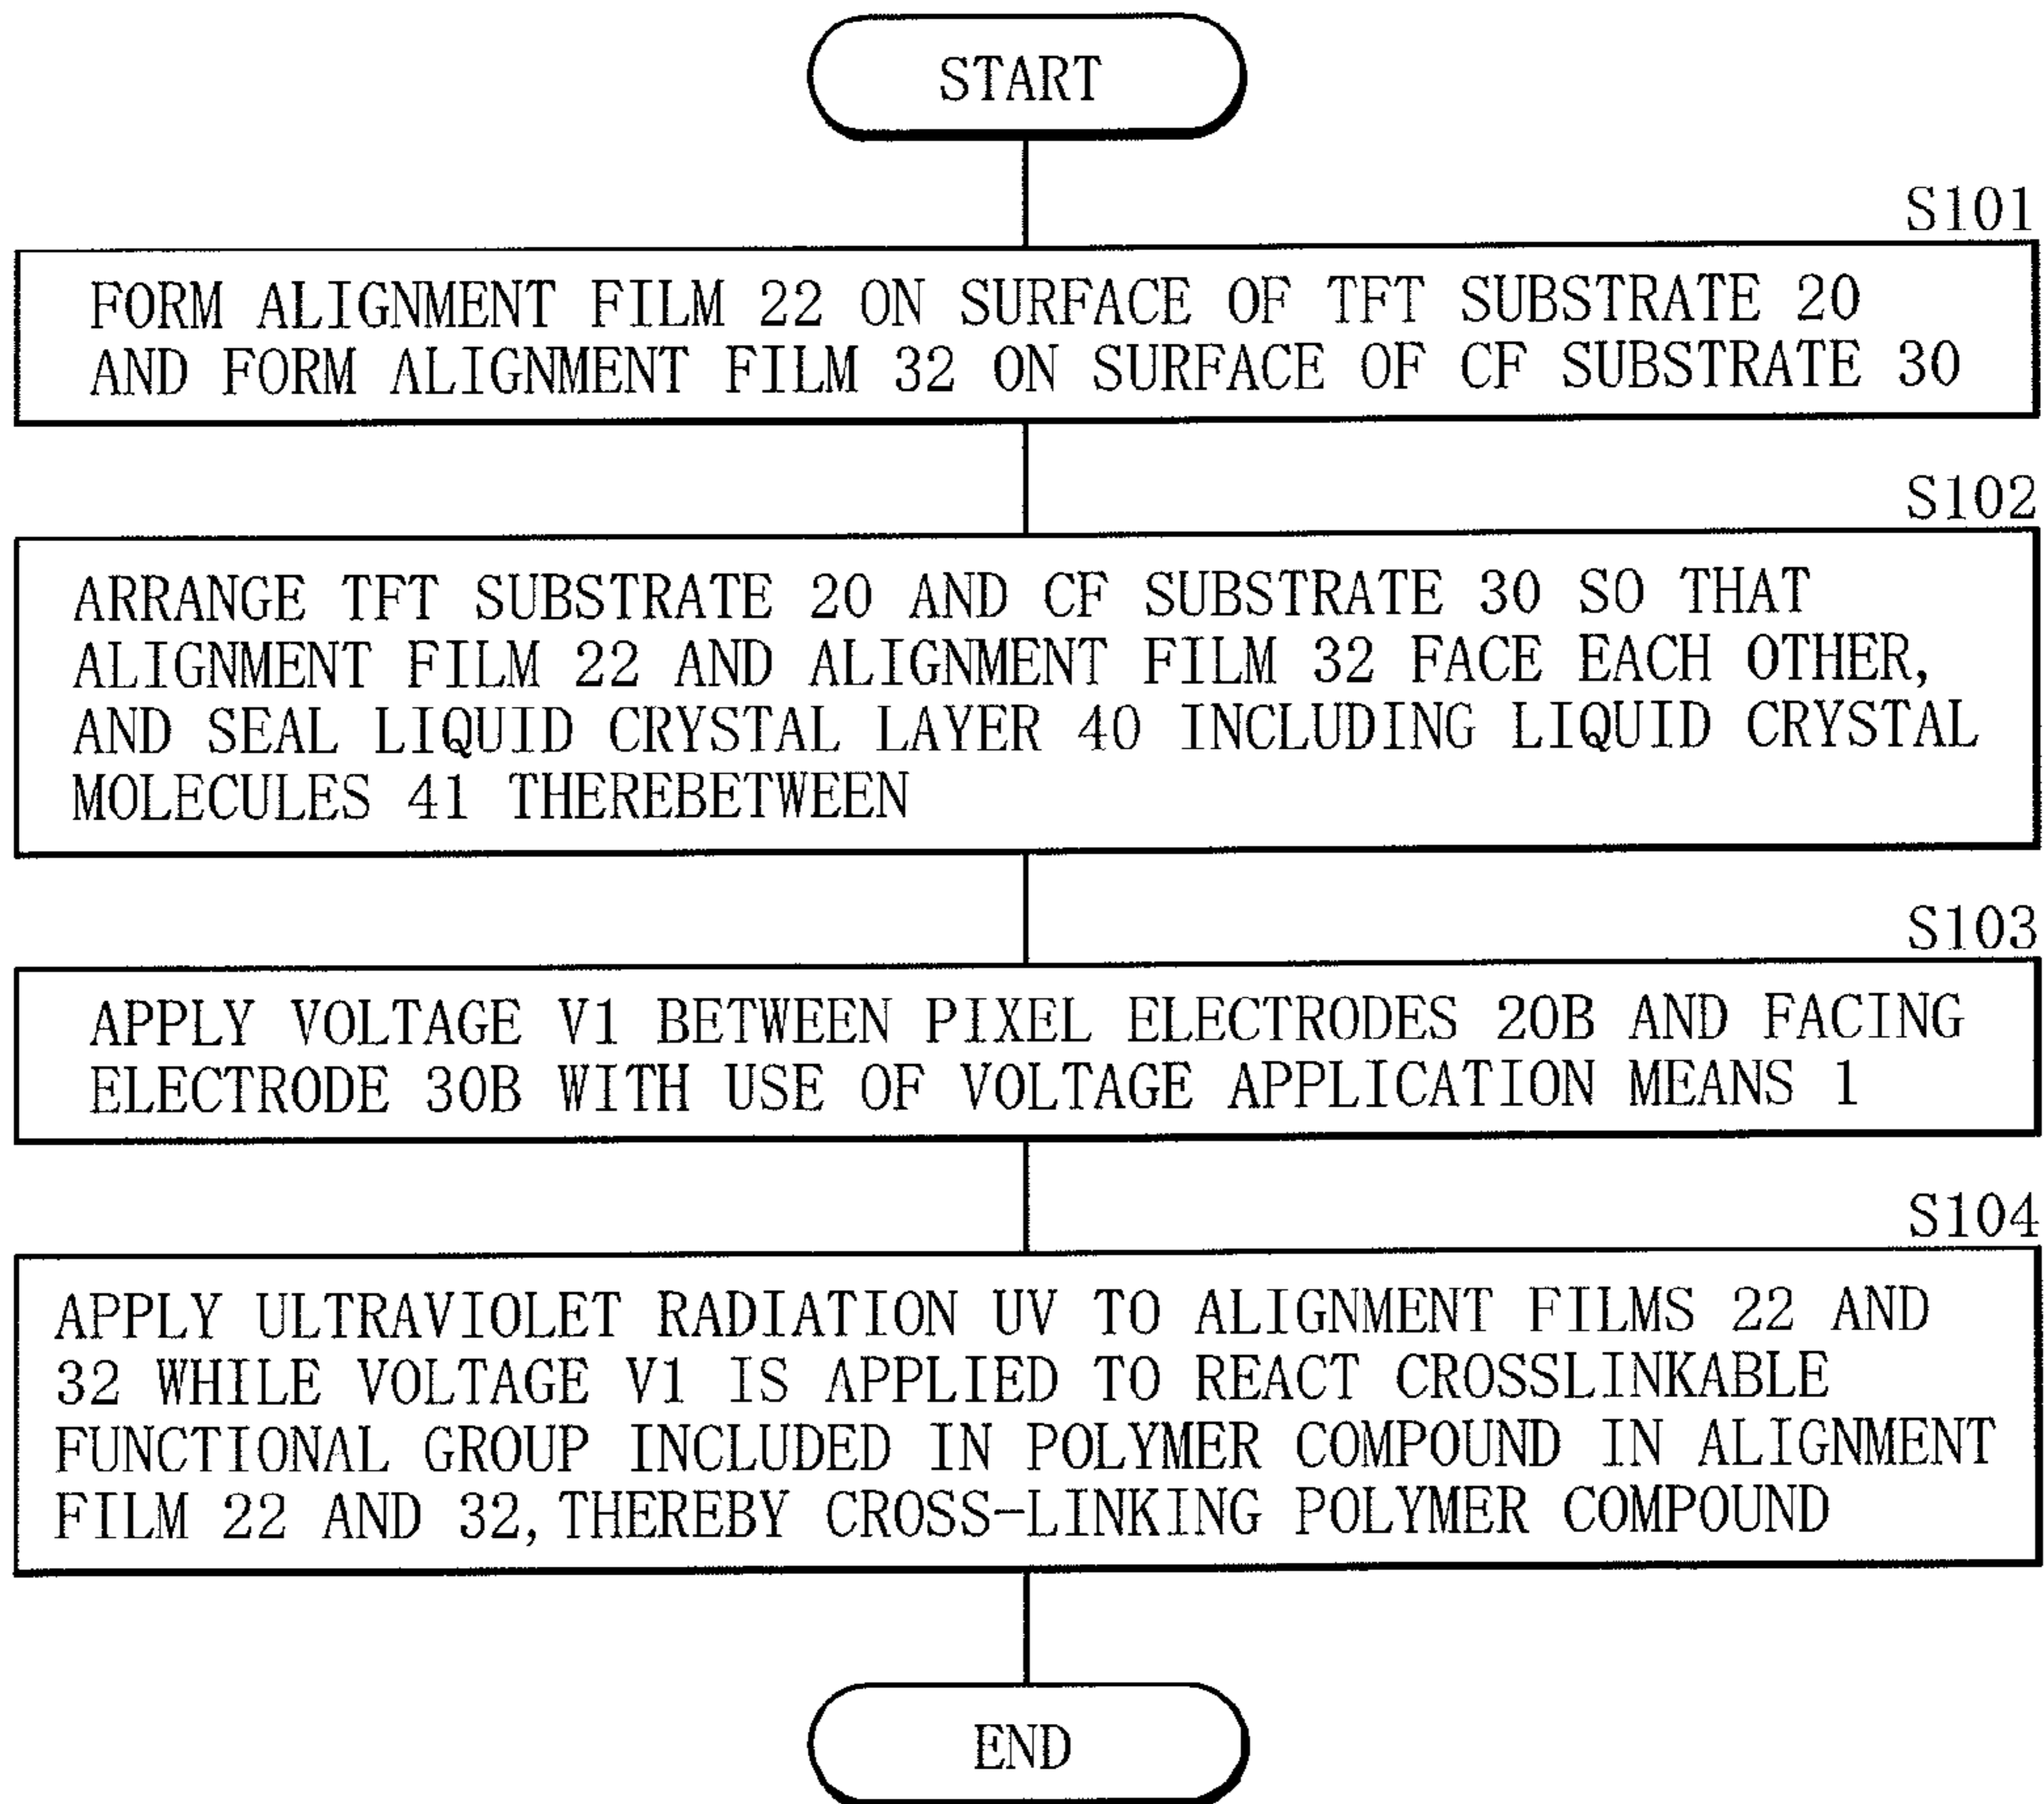 START
S101
FORM ALIGNMENT FILM 22 ON SURFACE OF TFT SUBSTRATE 20
AND FORM ALIGNMENT FILM 32 ON SURFACE OF CF SUBSTRATE 30
S102
ARRANGE TFT SUBSTRATE 20 AND CF SUBSTRATE 30 SO THAT
ALIGNMENT FILM 22 AND ALIGNMENT FILM 32 FACE EACH OTHER,
AND SEAL LIQUID CRYSTAL LAYER 40 INCLUDING LIQUID CRYSTAL
MOLECULES 41 THEREBETWEEN
S103
APPLY VOLTAGE V1 BETWEEN PIXEL ELECTRODES 20B AND FACING
ELECTRODE 30B WITH USE OF VOLTAGE APPLICATION MEANS 1
S104
APPLY ULTRAVIOLET RADIATION UV TO ALIGNMENT FILMS 22 AND
32 WHILE VOLTAGE V1 IS APPLIED TO REACT CROSSLINKABLE
FUNCTIONAL GROUP INCLUDED IN POLYMER COMPOUND IN ALIGNMENT
FILM 22 AND 32, THEREBY CROSS-LINKING POLYMER COMPOUND
END